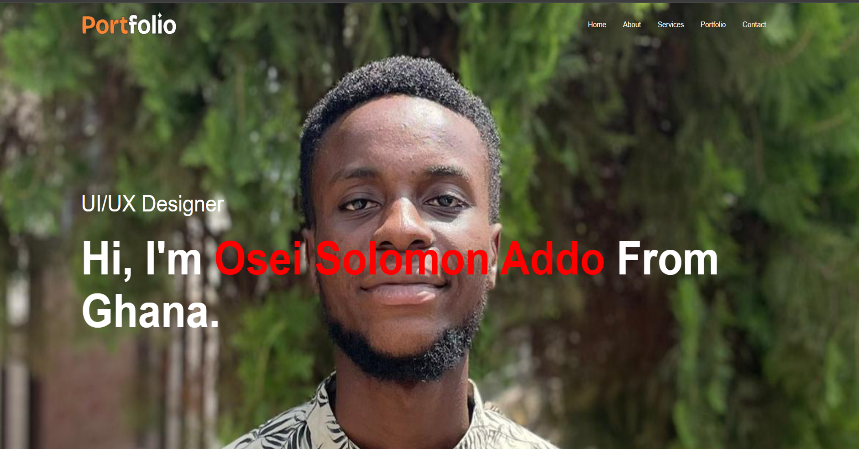 Portfolio
Home About Services Portfolio Contact
UI/UX Designer
Hi, I'm Osei Solomon Addo From
Ghana.